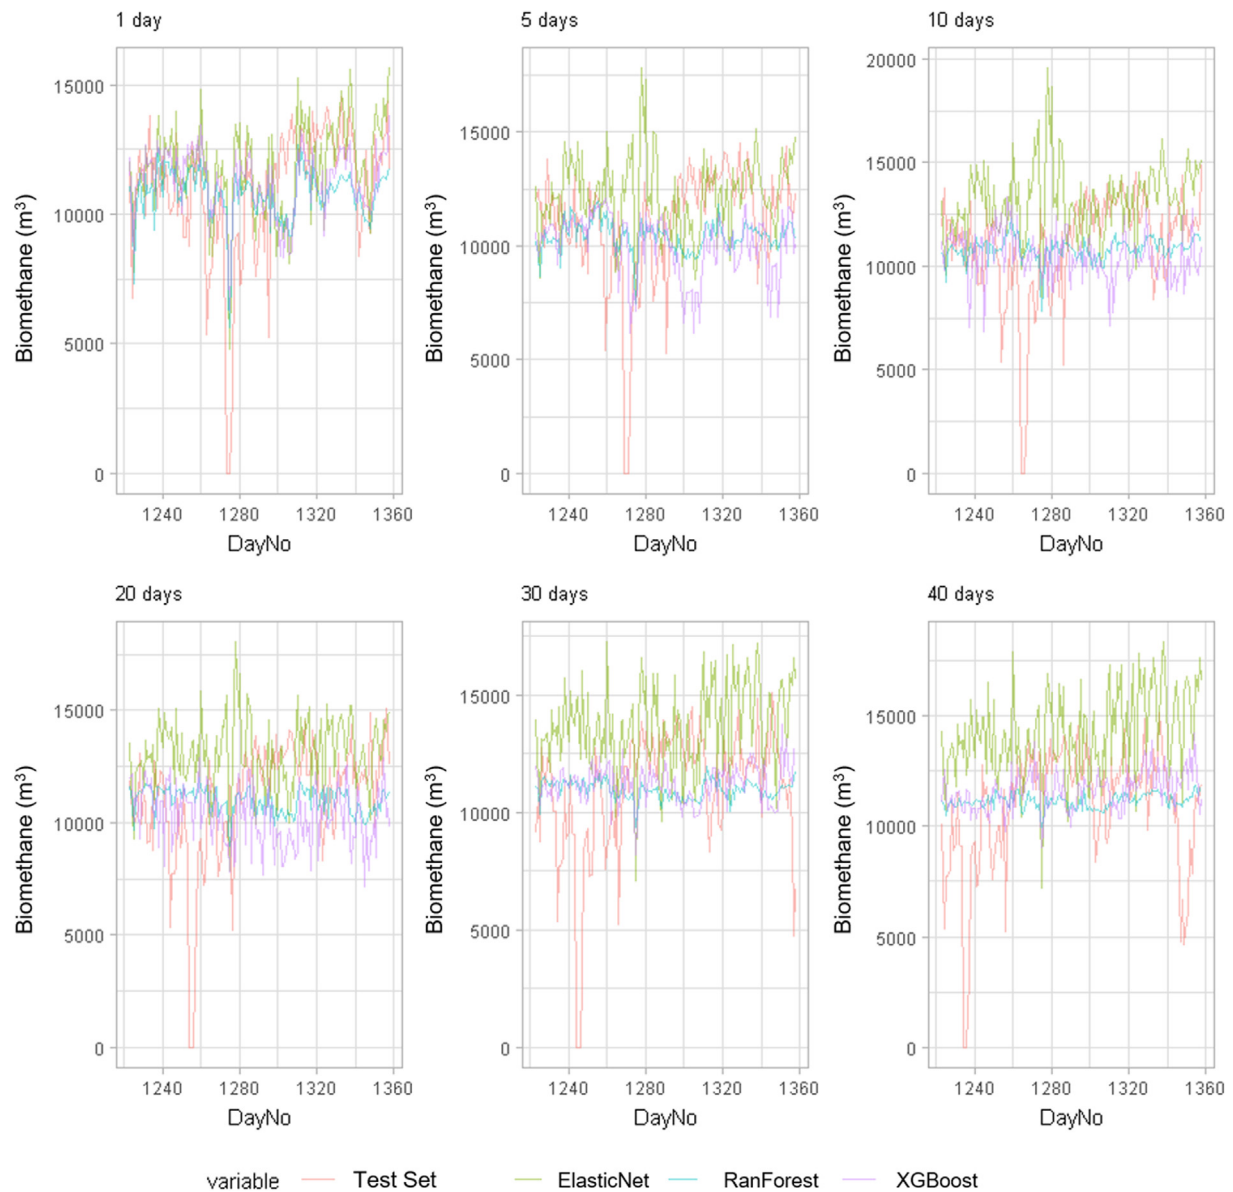 1 day
5 days
10 days
15000
10000
5000
0
Biomethane (m³)
1240 1280 1320 1360
DayNo
15000
10000
5000
0
Biomethane (m³)
1240 1280 1320 1360
DayNo
20000
15000
10000
5000
0
Biomethane (m³)
1240 1280 1320 1360
DayNo
20 days
30 days
40 days
15000
10000
5000
0
Biomethane (m³)
1240 1280 1320 1360
DayNo
15000
10000
5000
0
Biomethane (m³)
1240 1280 1320 1360
DayNo
15000
10000
5000
0
Biomethane (m³)
1240 1280 1320 1360
DayNo
variable Test Set ElasticNet RanForest XGBoost